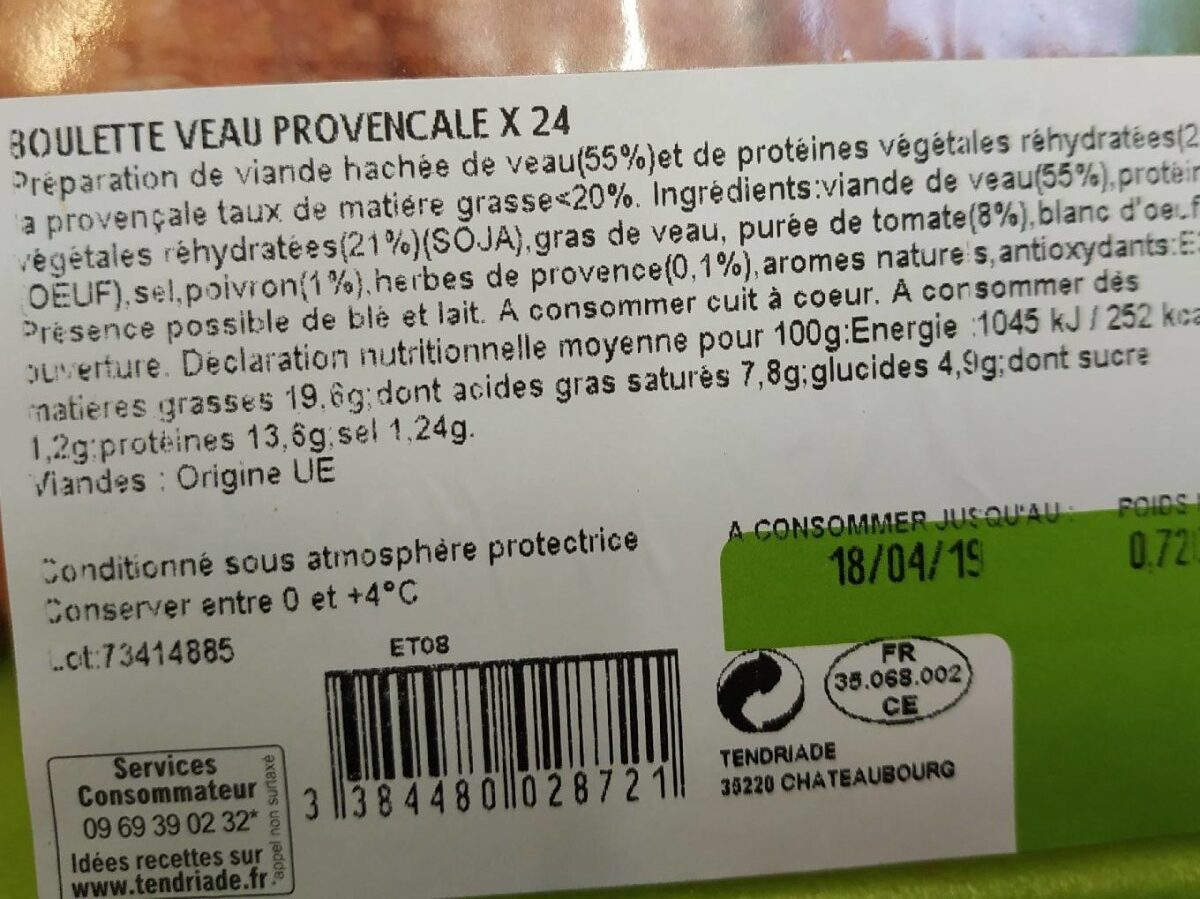 BOULETTE VEAU PROVENCALE X 24
Préparation de viande hachée de veau(55%)et de protéines végétales réhydratées(2
a provençale taux de matiére grasse<20%. Ingrédients:viande de veau(55%),protéin
végétales réhydratées(21%)(SOJA),gras de veau, purée de tomate(8%),blanc d'oeuf
OEUF),sel,poivron(1%),herbes de provence(0,1%),aromes naturels,antioxydants:E
Présence possible de blé et lait. A consommer cuit à coeur. A consommer dès
ouverture. Déclaration nutritionnelle moyenne pour 100g:Energie :1045 kJ / 252 kca
matières grasses 19,6g;dont acides gras saturés 7,8g;glucides 4,9g;dont sucre
1,2g;protéines 13,6g;sel 1,24g.
Viandes : Origine UE
Conditionné sous atmosphère protectrice
Conserver entre 0 et +4°C
Lot:73414885
ET08
A CONSOMMER JUSQU'AU :
18/04/19
POIDS
0,72
FR
35.068.002
CE
TENDRIADE
35220 CHATEAUBOURG
3 384480 028721
Services
Consommateur
09 69 39 02 32*
Idées recettes sur
www.tendriade.fr
*appel non surtaxé